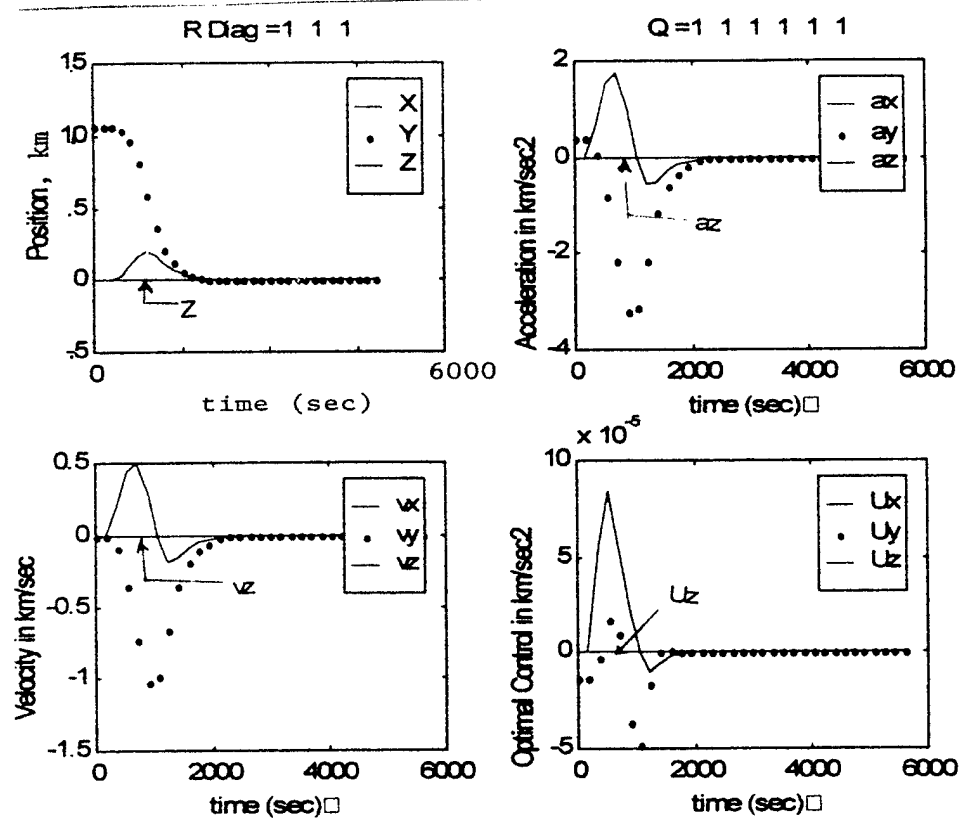 R Diag =1 1 1
15
10
.5
0
-.5
Position, km
X
Y
Z
Z
0
6000
time (sec)
Q =1 1 1 1 1 1
2
0
-2
-4
Acceleration in km/sec2
ax
ay
az
az
0
2000
4000
6000
time (sec)□
0.5
0
-0.5
-1
-1.5
Velocity in km/sec
vx
vy
vz
vz
0
2000
4000
6000
time (sec)□
x 10-5
10
5
0
-5
Optimal Control in km/sec2
Ux
Uy
Uz
Uz
0
2000
4000
6000
time (sec)□